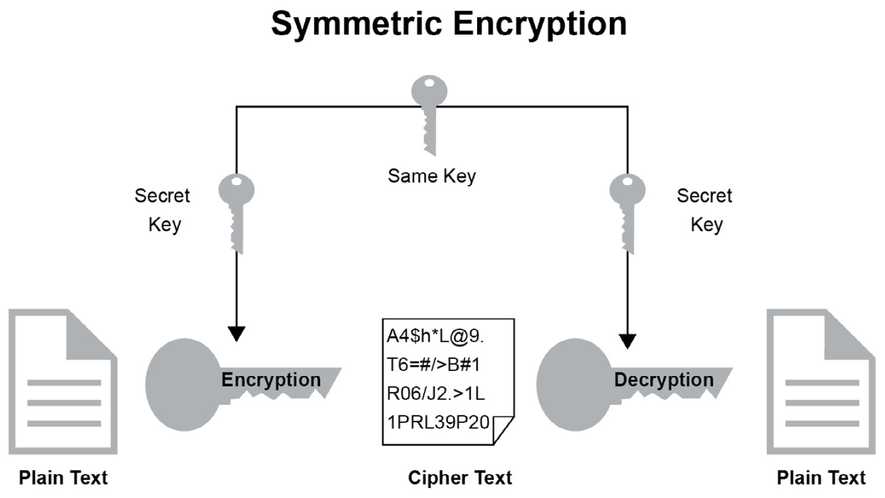 Symmetric Encryption
Same Key
Secret
Key
Secret
Key
Encryption
A4$h*L@9.
T6=#/>B#1
R06/J2.>1L
1PRL39P20
Decryption
Plain Text
Cipher Text
Plain Text